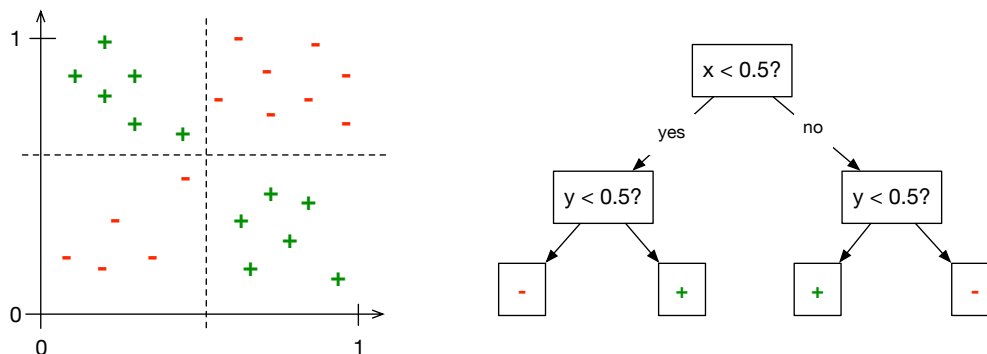 1
0
0 1
x < 0.5?
yes no
y < 0.5? y < 0.5?
- + + -